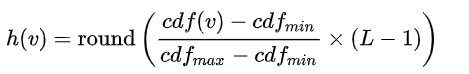 h(v) = round ( cdf(v) − cdf_min / cdf_max − cdf_min × (L − 1) )